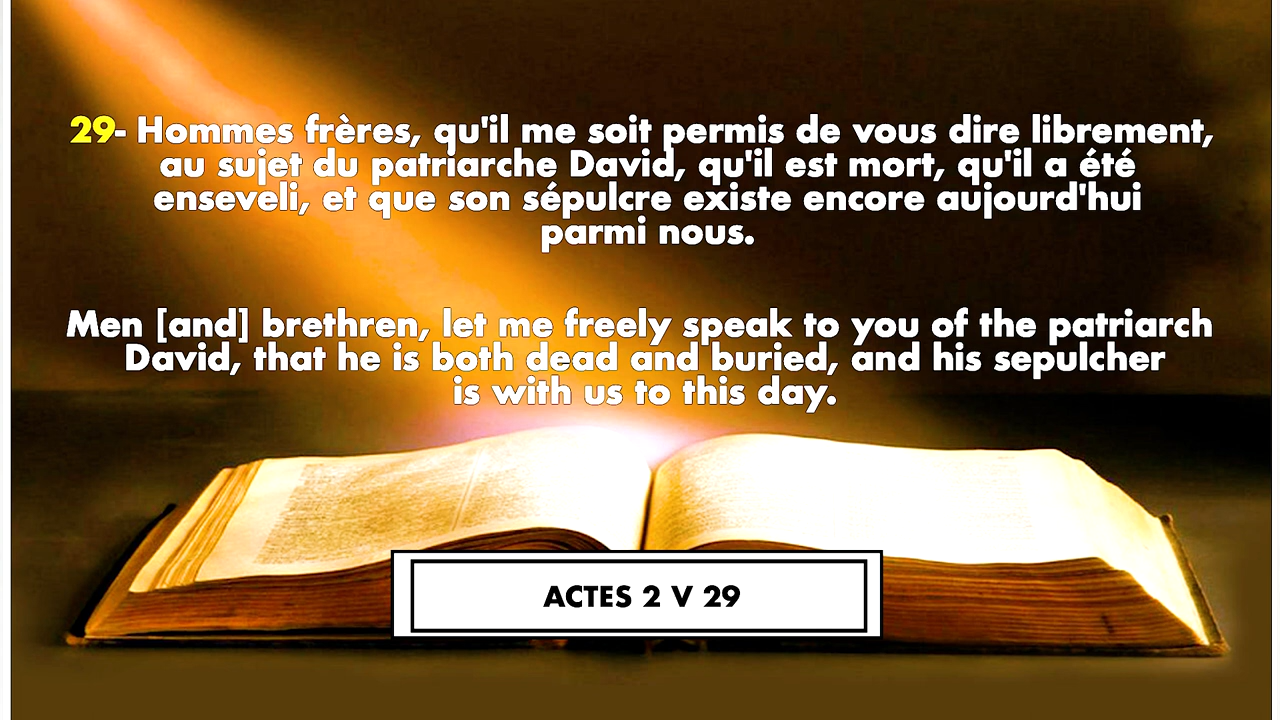 29- Hommes frères, qu'il me soit permis de vous dire librement,
au sujet du patriarche David, qu'il est mort, qu'il a été
enseveli, et que son sépulcre existe encore aujourd'hui
parmi nous.
Men [and] brethren, let me freely speak to you of the patriarch
David, that he is both dead and buried, and his sepulcher
is with us to this day.
ACTES 2 V 29